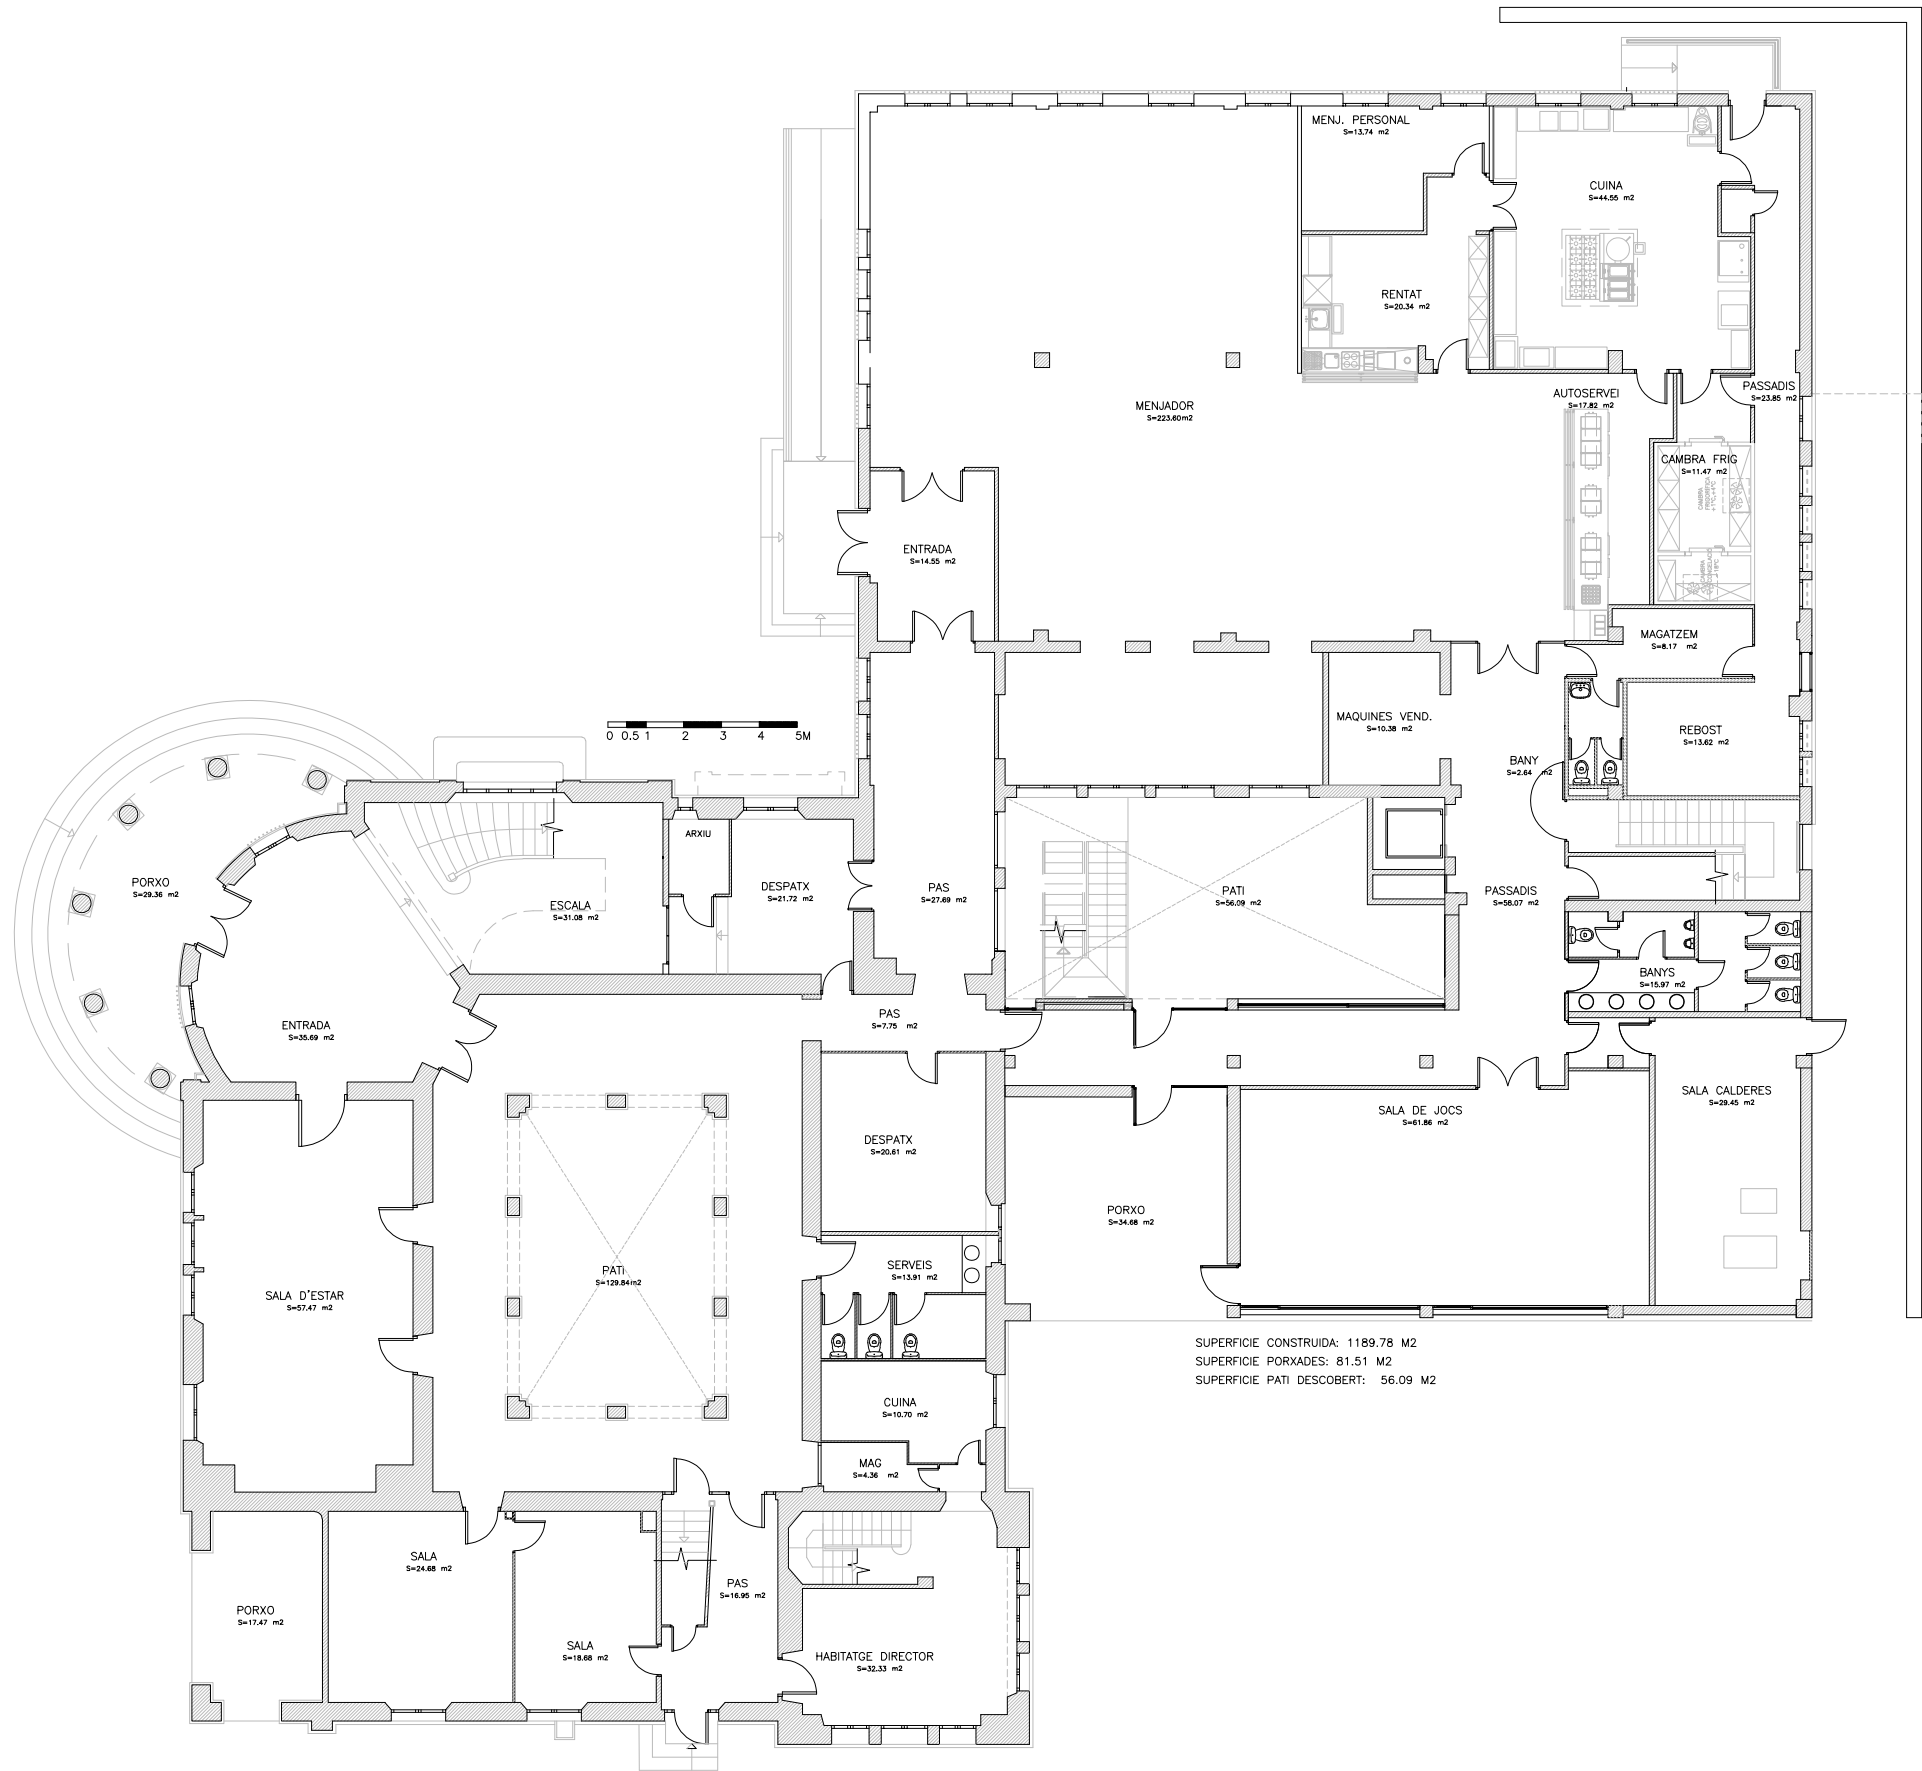 MENJ. PERSONAL
S=13.74 m2
CUINA
S=44.55 m2
RENTAT
S=20.34 m2
MENJADOR
S=223.60m2
AUTOSERVEI
S=17.82 m2
PASSADIS
S=23.85 m2
CAMBRA FRIG
S=11.47 m2
CAMBRA
FRIGORIFICA
ENTRADA
S=14.55 m2
MAGATZEM
S=8.17 m2
MAQUINES VEND.
S=10.38 m2
REBOST
S=13.62 m2
BANY
S=2.64 m2
0 0.5 1 2 3 4 5M
ARXIU
PORXO
S=29.36 m2
ESCALA
S=31.08 m2
DESPATX
S=21.72 m2
PAS
S=27.69 m2
PATI
S=56.09 m2
PASSADIS
S=58.07 m2
BANYS
S=15.97 m2
ENTRADA
S=35.69 m2
PAS
S=7.75 m2
SALA CALDERES
S=29.45 m2
SALA DE JOCS
S=61.86 m2
DESPATX
S=20.61 m2
PORXO
S=34.68 m2
SERVEIS
S=13.91 m2
PATI
S=129.84m2
SALA D'ESTAR
S=57.47 m2
SUPERFICIE CONSTRUIDA: 1189.78 M2
SUPERFICIE PORXADES: 81.51 M2
SUPERFICIE PATI DESCOBERT: 56.09 M2
CUINA
S=10.70 m2
MAG
S=4.36 m2
SALA
S=24.68 m2
PAS
S=16.95 m2
PORXO
S=17.47 m2
SALA
S=18.68 m2
HABITATGE DIRECTOR
S=32.33 m2